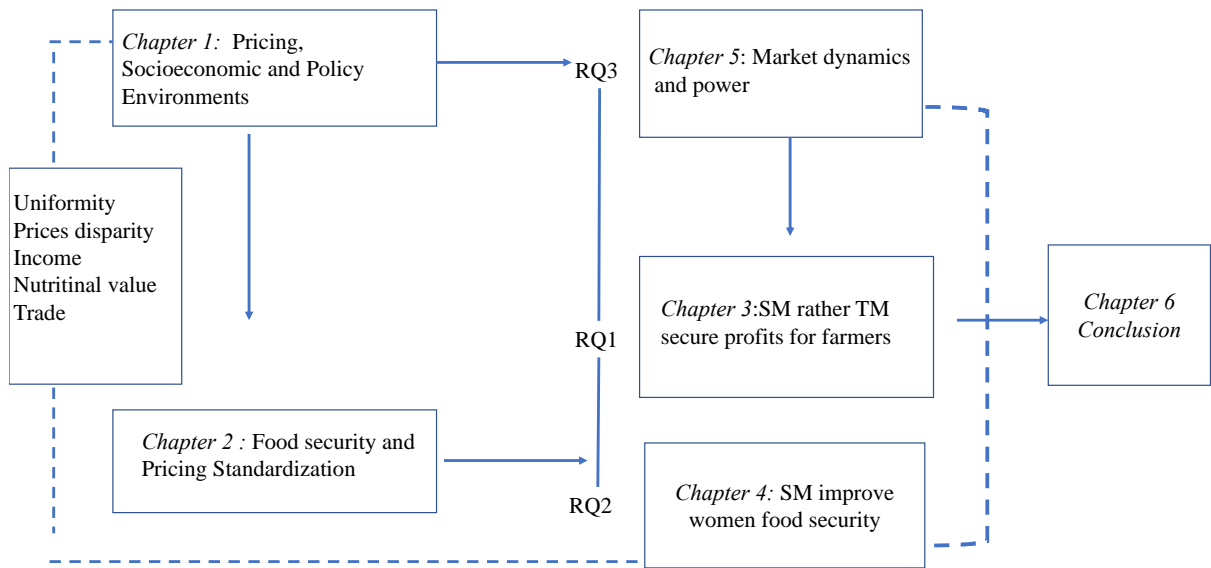 Chapter 1: Pricing,
Socioeconomic and Policy
Environments
RQ3
Chapter 5: Market dynamics
and power
Uniformity
Prices disparity
Income
Nutritinal value
Trade
RQ1
Chapter 3:SM rather TM
secure profits for farmers
Chapter 6
Conclusion
Chapter 2 : Food security and
Pricing Standardization
RQ2
Chapter 4: SM improve
women food security